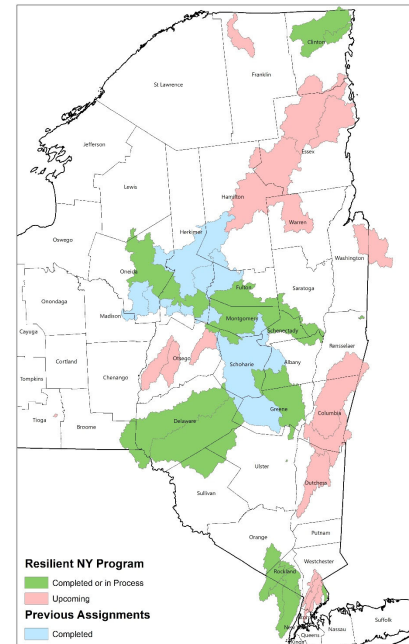 Clinton
Franklin
St Lawrence
Essex
Jefferson
Lewis
Hamilton
Warren
Herkimer
Washington
Oswego
Oneida
Fulton
Saratoga
Onondaga
Madison
Montgomery
Schenectady
Cayuga
Rensselaer
Cortland
Otsego
Schoharie
Albany
Tompkins
Chenango
Greene
Columbia
Tioga
Broome
Delaware
Ulster
Dutchess
Sullivan
Orange
Putnam
Westchester
Rockland
Suffolk
Nassau
Queens
Resilient NY Program
Completed or in Process
Upcoming
Previous Assignments
Completed